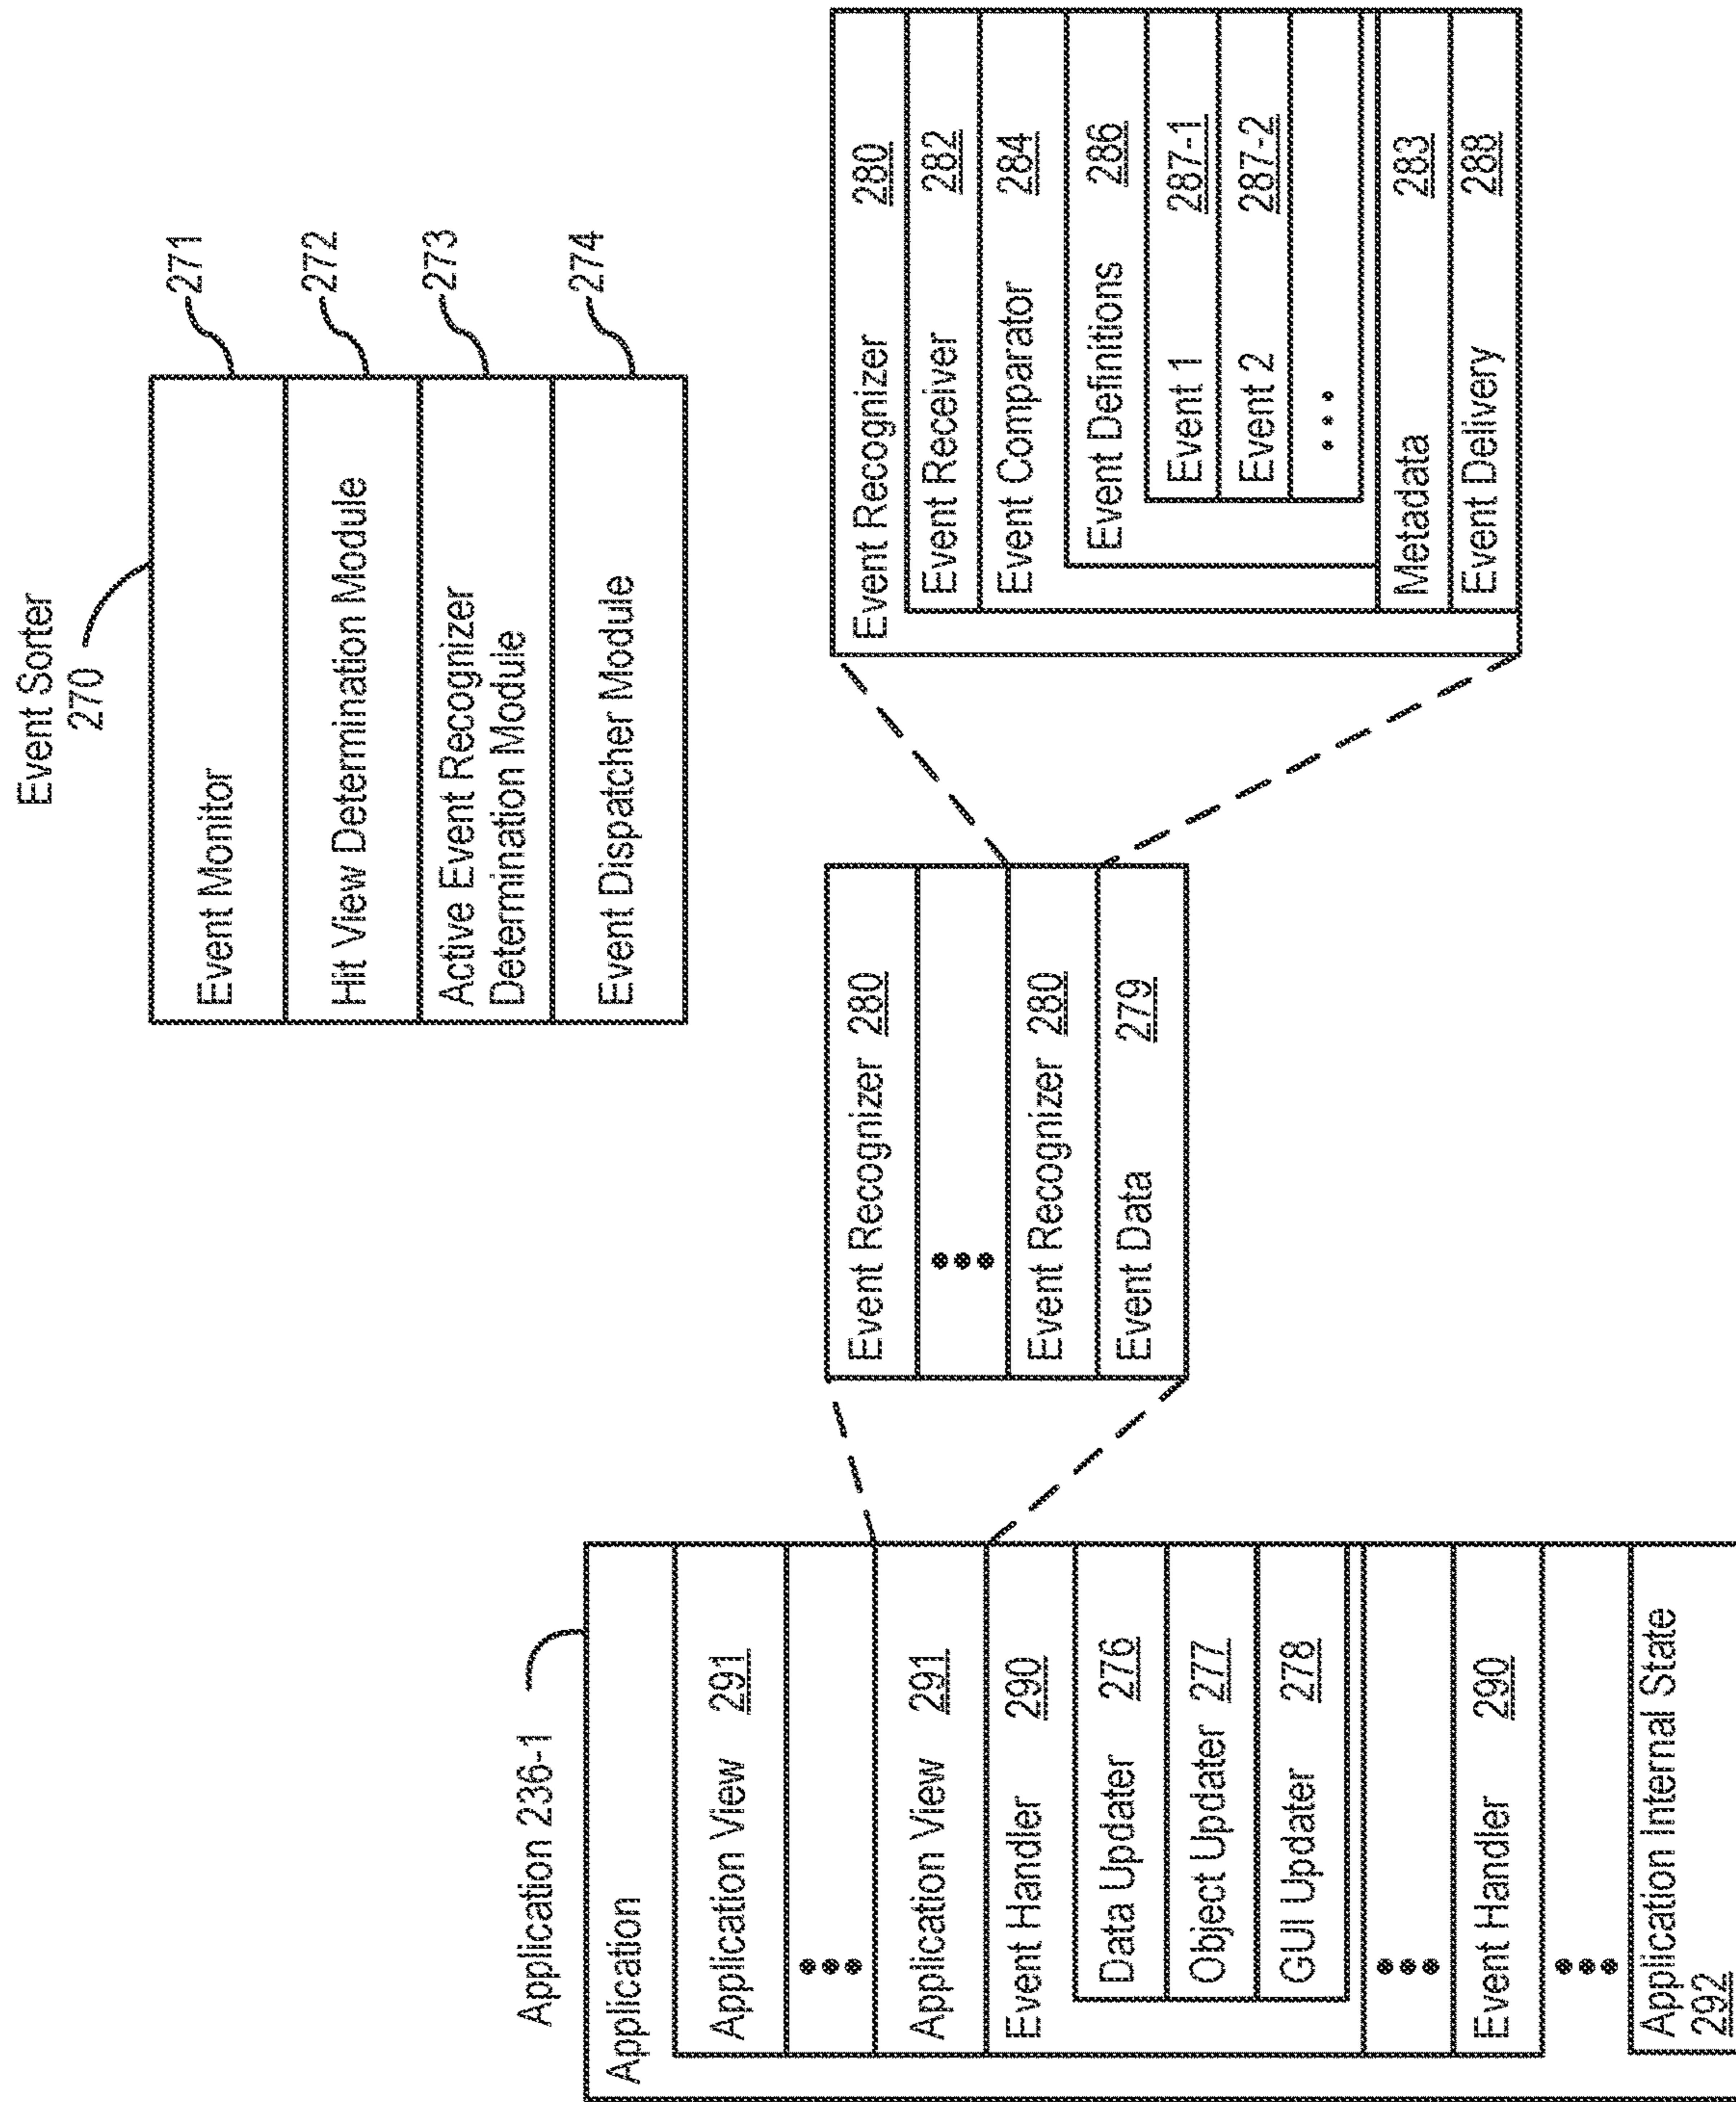 Event Sorter
270
Event Monitor
271
Hit View Determination Module
272
Active Event Recognizer
Determination Module
273
Event Dispatcher Module
274
Application 236-1
Application
Application View 291
•••
Application View 291
Event Handler 290
Data Updater 276
Object Updater 277
GUI Updater 278
•••
Event Handler 290
•••
Application Internal State
292
Event Recognizer 280
•••
Event Recognizer 280
Event Data 279
Event Recognizer 280
Event Receiver 282
Event Comparator 284
Event Definitions 286
Event 1 287-1
Event 2 287-2
•••
Metadata 283
Event Delivery 288